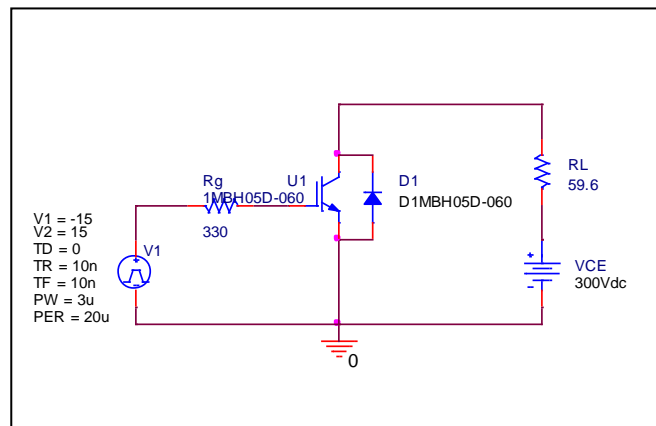 Rg
U1
1MBH05D-060
330
D1
D1MBH05D-060
RL
59.6
V1 = -15
V2 = 15
TD = 0
TR = 10n
TF = 10n
PW = 3u
PER = 20u
V1
+
-
+
-
VCE
300Vdc
0